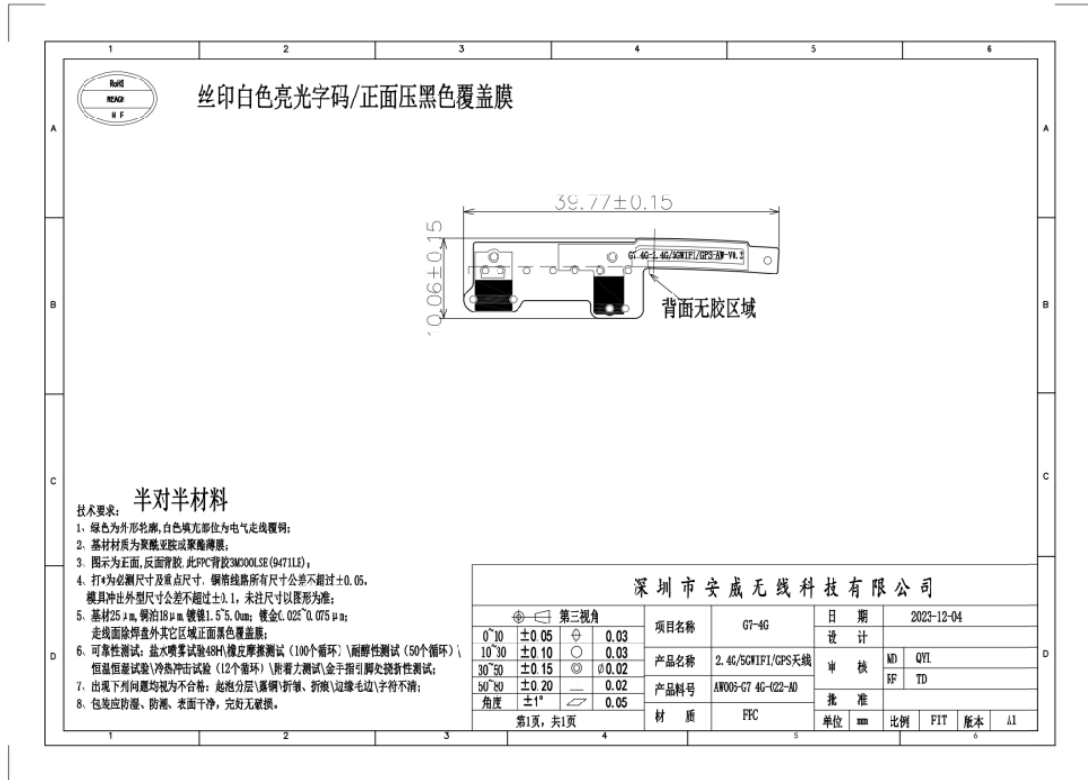 1 2 3 4 5 6
RoHS
REACH
H F
丝印白色亮光字码/正面压黑色覆盖膜
A A
39.77±0.15
0.06±0.15
G7 4G-2.4G/5GWIFI/GPS-AW-V0.2
B B
背面无胶区域
C C
半对半材料
技术要求:
1、绿色为外形轮廓,白色填充部位为电气走线覆铜;
2、基材材质为聚酰亚胺或聚酯薄膜;
3、图示为正面,反面背胶,此FPC背胶3M300LSE(9471LE);
4、打*为必测尺寸及重点尺寸,铜箔线路所有尺寸公差不超过±0.05。
模具冲出外型尺寸公差不超过±0.1,未注尺寸以图形为准;
5、基材25μm,铜泊18μm,镀镍1.5~5.0um;镀金0.025~0.075μm;
走线面除焊盘外其它区域正面黑色覆盖膜;
6、可靠性测试:盐水喷雾试验48H\橡皮摩擦测试(100个循环)\耐醇性测试(50个循环)\
恒温恒湿试验\冷热冲击试验(12个循环)\附着力测试\金手指引脚处挠折性测试;
7、出现下列问题均视为不合格:起泡分层\露铜\折皱、折痕\边缘毛边\字符不清;
8、包装应防湿、防潮、表面干净,完好无破损。
深圳市安威无线科技有限公司
第三视角
0~10 ±0.05 0.03
10~30 ±0.10 0.03
30~50 ±0.15 ϕ0.02
50~80 ±0.20 0.02
角度 ±1° 0.05
第1页,共1页
项目名称 G7-4G
产品名称 2.4G/5GWIFI/GPS天线
产品料号 AW006-G7 4G-022-A0
材 质 FPC
日 期 2023-12-04
设 计
审 核 MD QYL
RF TD
批 准
单位 mm 比例 FIT 版本 A1
D D
1 2 3 4 5 6